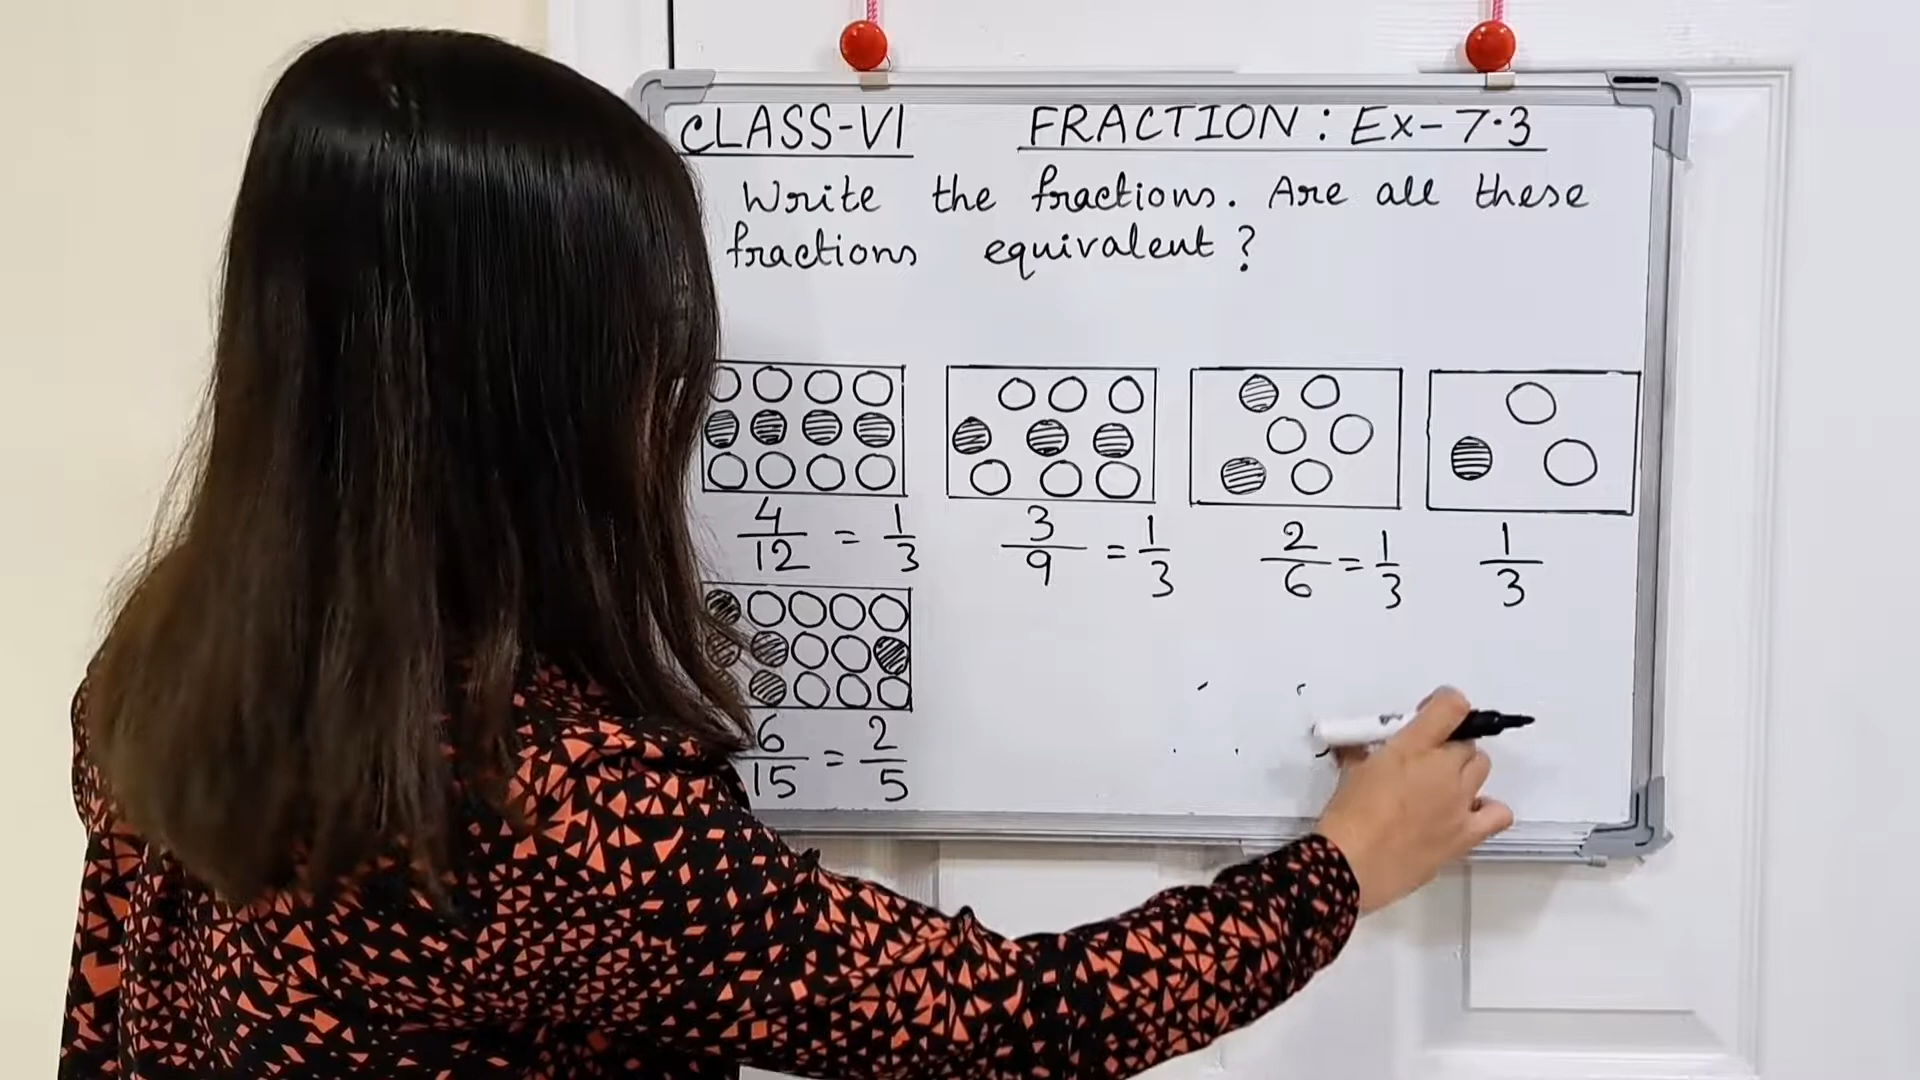 CLASS-VI FRACTION : Ex-7.3
Write the fractions. Are all these
fractions equivalent ?
4/12 = 1/3 3/9 = 1/3 2/6 = 1/3 1/3
6/15 = 2/5